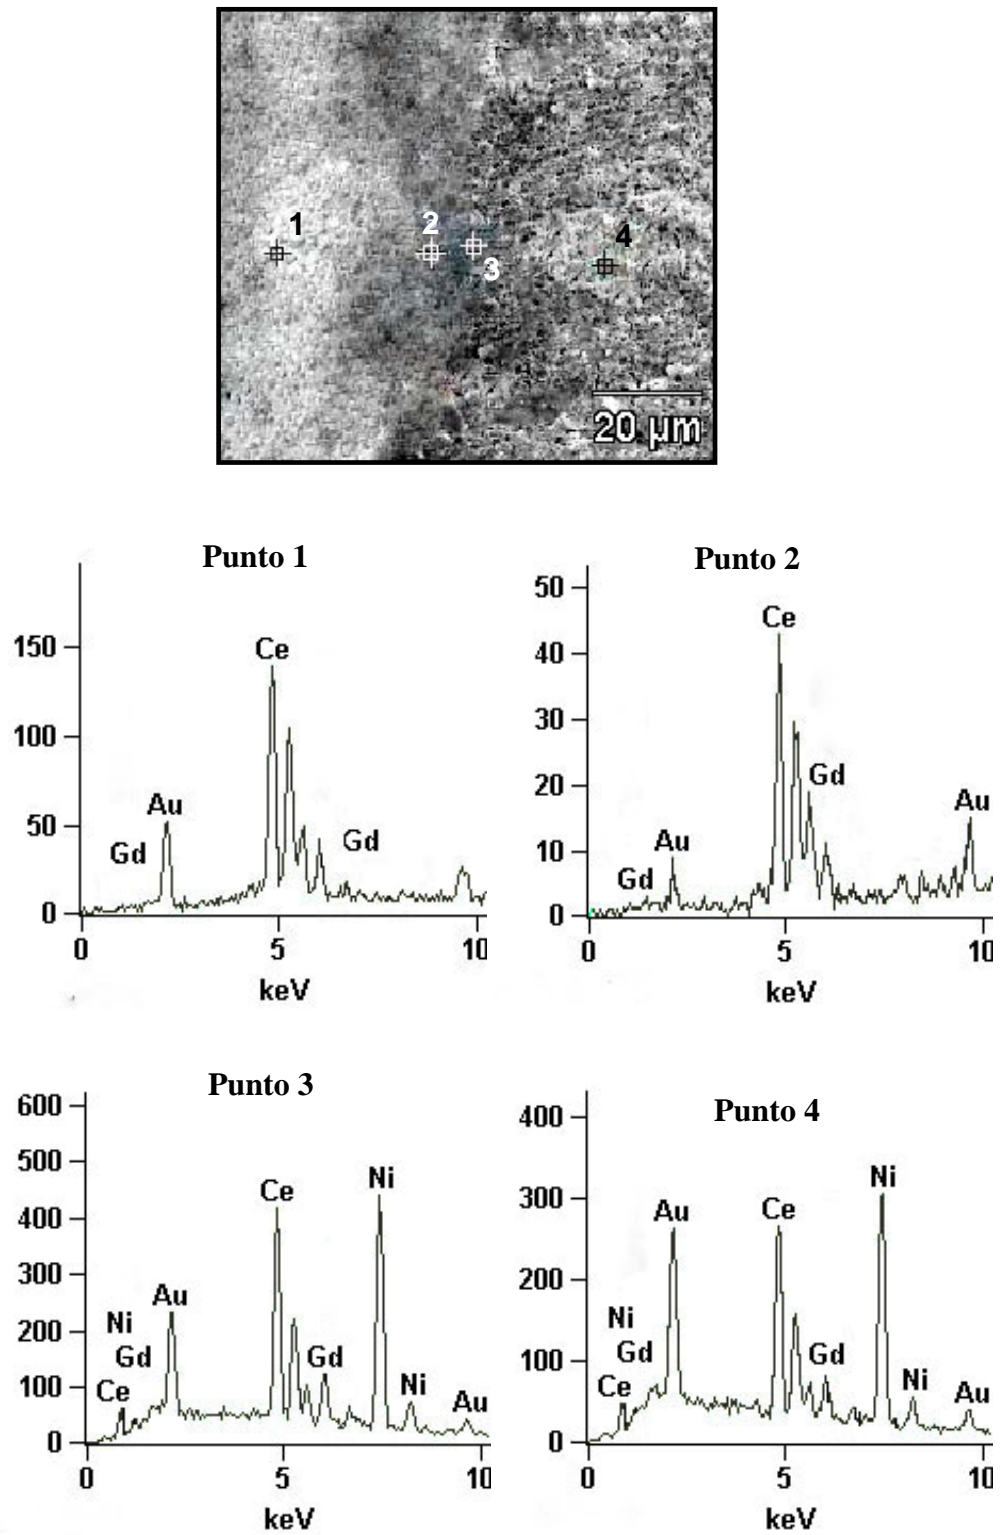 1
2
3
4
20 µm
Punto 1
150
100
50
0
Gd
Au
Ce
Gd
0 5 10
keV
Punto 2
50
40
30
20
10
0
Gd
Au
Ce
Gd
Au
0 5 10
keV
Punto 3
600
500
400
300
200
100
0
Ni
Gd
Ce
Au
Ce
Gd
Ni
Ni
Au
0 5 10
keV
Punto 4
400
300
200
100
0
Ni
Gd
Ce
Au
Ce
Gd
Ni
Ni
Au
0 5 10
keV